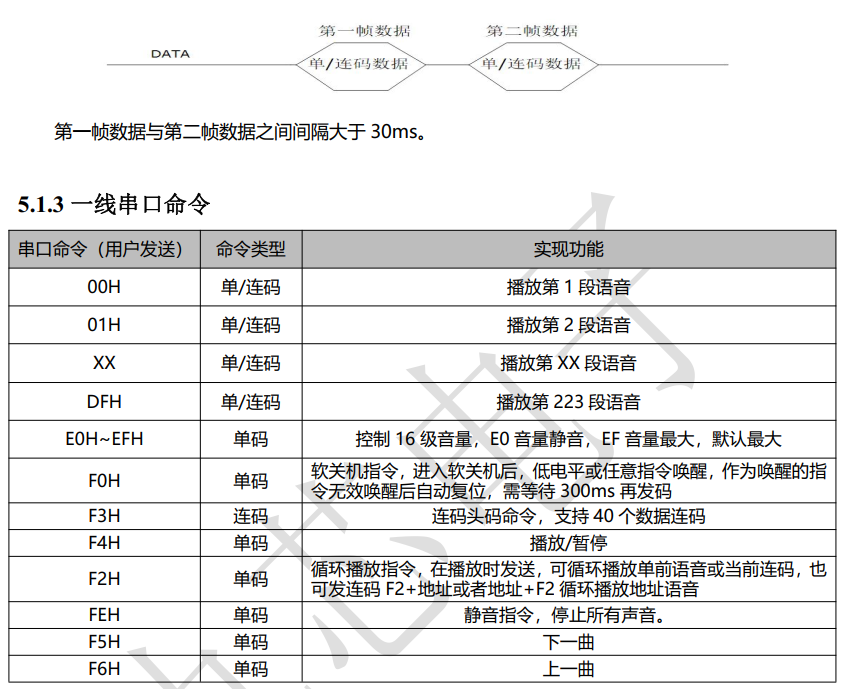 第一帧数据 第二帧数据
DATA 单/连码数据 单/连码数据
第一帧数据与第二帧数据之间间隔大于 30ms。
5.1.3 一线串口命令
串口命令（用户发送） 命令类型 实现功能
00H 单/连码 播放第 1 段语音
01H 单/连码 播放第 2 段语音
XX 单/连码 播放第 XX 段语音
DFH 单/连码 播放第 223 段语音
E0H~EFH 单码 控制 16 级音量，E0 音量静音，EF 音量最大，默认最大
F0H 单码 软关机指令，进入软关机后，低电平或任意指令唤醒，作为唤醒的指
令无效唤醒后自动复位，需等待 300ms 再发码
F3H 连码 连码头码命令，支持 40 个数据连码
F4H 单码 播放/暂停
F2H 单码 循环播放指令，在播放时发送，可循环播放单前语音或当前连码，也
可发连码 F2+地址或者地址+F2 循环播放地址语音
FEH 单码 静音指令，停止所有声音。
F5H 单码 下一曲
F6H 单码 上一曲
芯电子